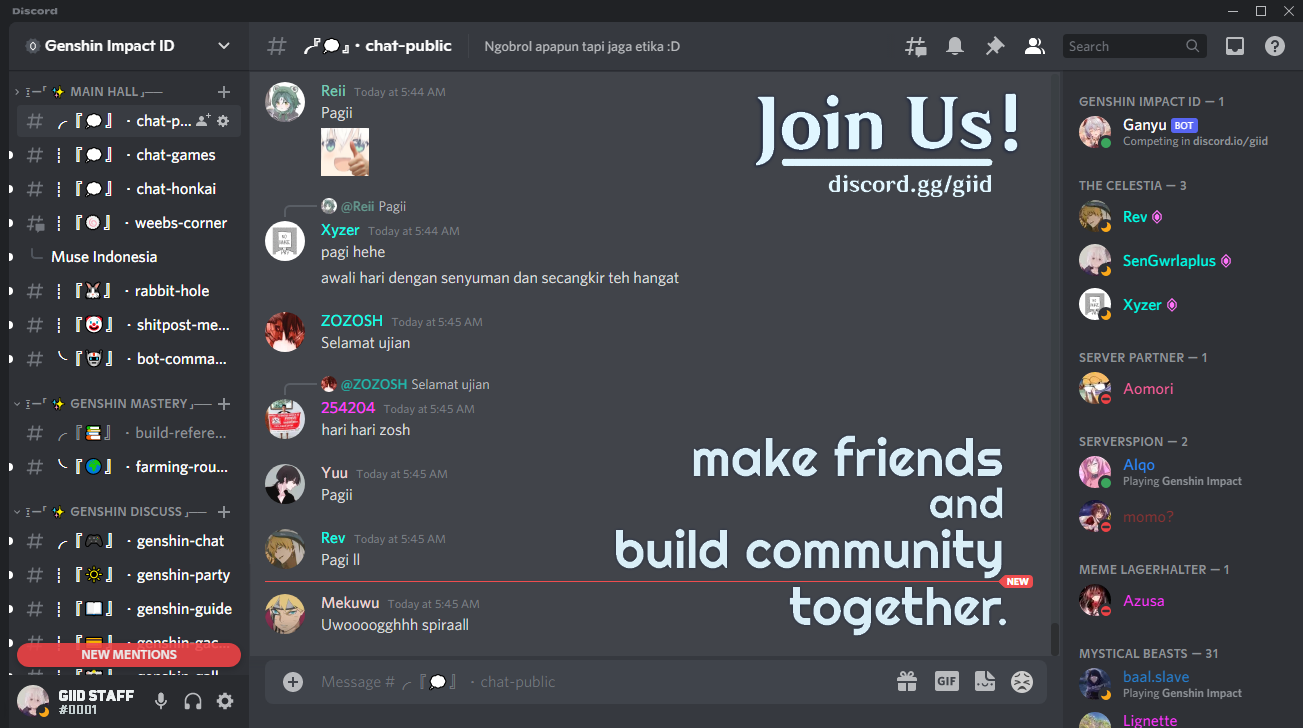 Discord
Genshin Impact ID
MAIN HALL
chat-p...
chat-games
chat-honkai
weebs-corner
Muse Indonesia
rabbit-hole
shitpost-me...
bot-comma...
GENSHIN MASTERY
build-refere...
farming-rou...
GENSHIN DISCUSS
genshin-chat
genshin-party
genshin-guide
genshin-gac...
NEW MENTIONS
GIID STAFF
#0001
# ╭『💭』・chat-public
Ngobrol apapun tapi jaga etika :D
Search
Reii Today at 5:44 AM
Pagii
@Reii Pagii
Xyzer Today at 5:44 AM
NO
MAKE
pagi hehe
awali hari dengan senyuman dan secangkir teh hangat
ZOZOSH Today at 5:45 AM
Selamat ujian
@ZOZOSH Selamat ujian
254204 Today at 5:45 AM
hari hari zosh
Yuu Today at 5:45 AM
Pagii
Rev Today at 5:45 AM
Pagi ll
NEW
Mekuwu Today at 5:45 AM
Uwoooogghhh spiraall
Message # ╭『💭』・chat-public
GIF
Join Us!
discord.gg/giid
make friends
and
build community
together.
GENSHIN IMPACT ID — 1
Ganyu BOT
Competing in discord.io/giid
THE CELESTIA — 3
Rev
SenGwrlaplus
Xyzer
SERVER PARTNER — 1
Aomori
SERVERSPION — 2
Alqo
Playing Genshin Impact
momo?
MEME LAGERHALTER — 1
Azusa
MYSTICAL BEASTS — 31
baal.slave
Playing Genshin Impact
Lignette